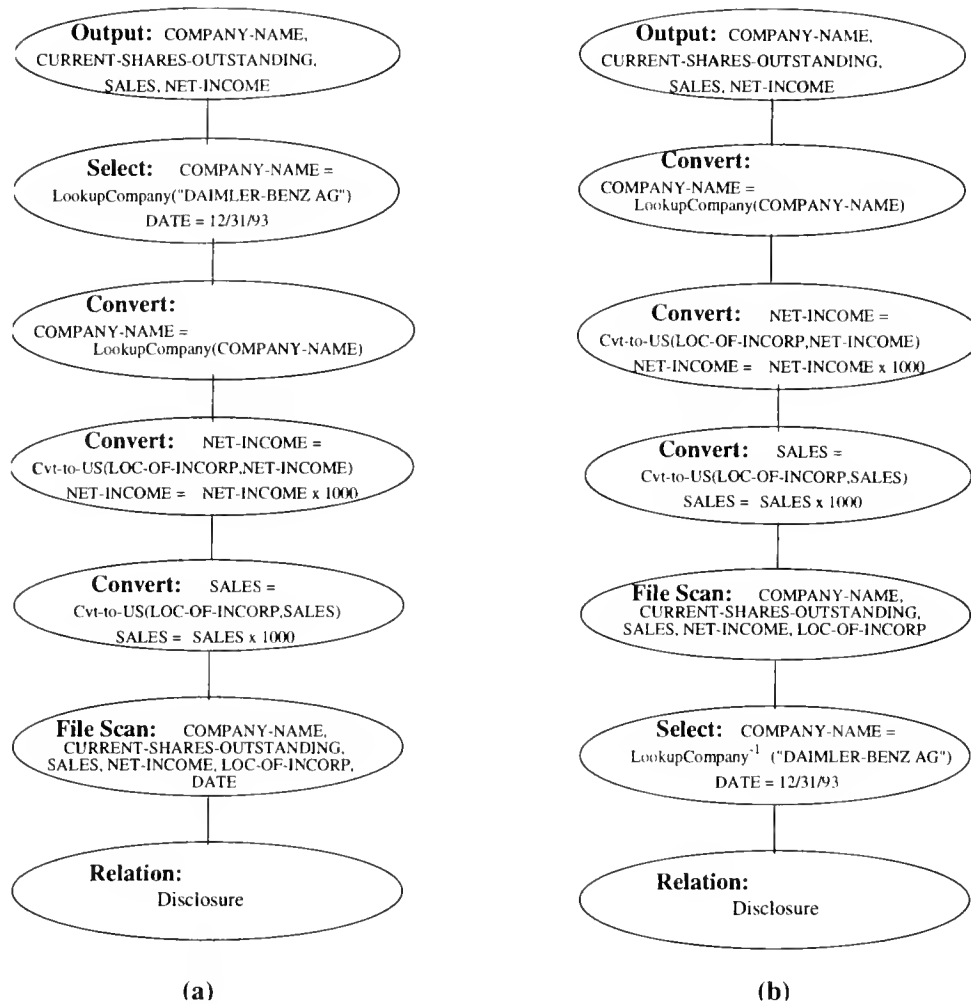 Output: COMPANY-NAME,
CURRENT-SHARES-OUTSTANDING,
SALES, NET-INCOME
Select: COMPANY-NAME =
LookupCompany("DAIMLER-BENZ AG")
DATE = 12/31/93
Convert:
COMPANY-NAME =
LookupCompany(COMPANY-NAME)
Convert: NET-INCOME =
Cvt-to-US(LOC-OF-INCORP,NET-INCOME)
NET-INCOME = NET-INCOME x 1000
Convert: SALES =
Cvt-to-US(LOC-OF-INCORP,SALES)
SALES = SALES x 1000
File Scan: COMPANY-NAME,
CURRENT-SHARES-OUTSTANDING,
SALES, NET-INCOME, LOC-OF-INCORP,
DATE
Relation:
Disclosure
(a)
Output: COMPANY-NAME,
CURRENT-SHARES-OUTSTANDING,
SALES, NET-INCOME
Convert:
COMPANY-NAME =
LookupCompany(COMPANY-NAME)
Convert: NET-INCOME =
Cvt-to-US(LOC-OF-INCORP,NET-INCOME)
NET-INCOME = NET-INCOME x 1000
Convert: SALES =
Cvt-to-US(LOC-OF-INCORP,SALES)
SALES = SALES x 1000
File Scan: COMPANY-NAME,
CURRENT-SHARES-OUTSTANDING,
SALES, NET-INCOME, LOC-OF-INCORP
Select: COMPANY-NAME =
LookupCompany⁻¹ ("DAIMLER-BENZ AG")
DATE = 12/31/93
Relation:
Disclosure
(b)